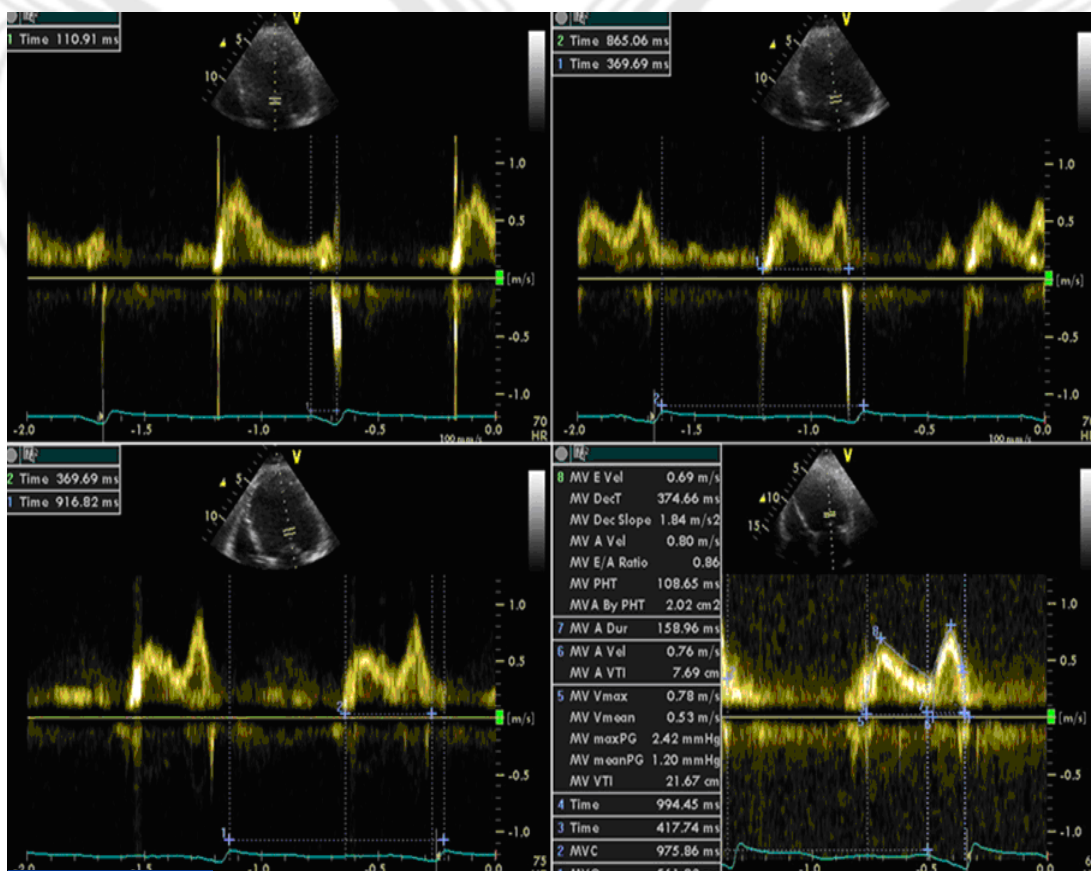 V
1 Time 110.91 ms
5
10
1.0
0.5
[m/s]
-0.5
-1.0
-2.0
-1.5
-1.0
-0.5
0.0
70
HR
100 mm/s
V
2 Time 865.06 ms
1 Time 369.69 ms
5
10
1.0
0.5
[m/s]
-0.5
-1.0
1
2
-2.0
-1.5
-1.0
-0.5
0.0
70
100 mm/s
V
2 Time 369.69 ms
1 Time 916.82 ms
5
10
1.0
0.5
[m/s]
-0.5
-1.0
2
1
-2.0
-1.5
-1.0
-0.5
0.0
75
V
8 MV E Vel 0.69 m/s
MV DecT 374.66 ms
MV Dec Slope 1.84 m/s2
MV A Vel 0.80 m/s
MV E/A Ratio 0.86
MV PHT 108.65 ms
MVA By PHT 2.02 cm2
7 MV A Dur 158.96 ms
6 MV A Vel 0.76 m/s
MV A VTI 7.69 cm
5 MV Vmax 0.78 m/s
MV Vmean 0.53 m/s
MV maxPG 2.42 mmHg
MV meanPG 1.20 mmHg
MV VTI 21.67 cm
4 Time 994.45 ms
3 Time 417.74 ms
2 MVC 975.86 ms
5
10
15
8
1.0
0.5
[m/s]
-0.5
-1.0
-1.0
-0.5
0.0